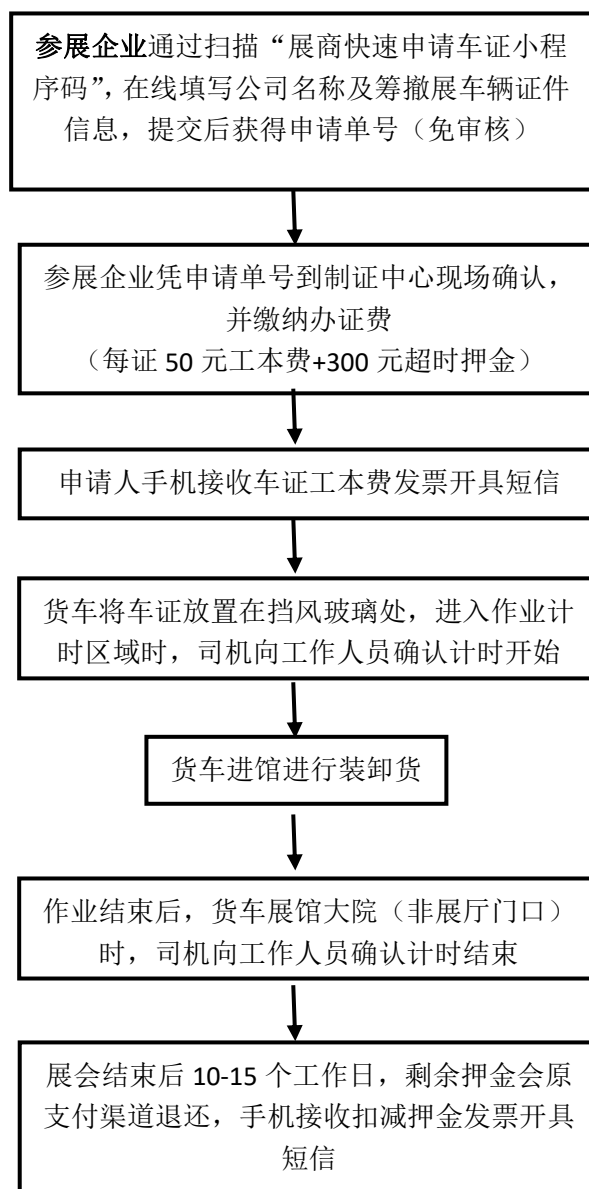 参展企业通过扫描“展商快速申请车证小程
序码”，在线填写公司名称及筹撤展车辆证件
信息，提交后获得申请单号（免审核）
参展企业凭申请单号到制证中心现场确认，
并缴纳办证费
（每证 50 元工本费+300 元超时押金）
申请人手机接收车证工本费发票开具短信
货车将车证放置在挡风玻璃处，进入作业计
时区域时，司机向工作人员确认计时开始
货车进馆进行装卸货
作业结束后，货车展馆大院（非展厅门口）
时，司机向工作人员确认计时结束
展会结束后 10-15 个工作日，剩余押金会原
支付渠道退还，手机接收扣减押金发票开具
短信